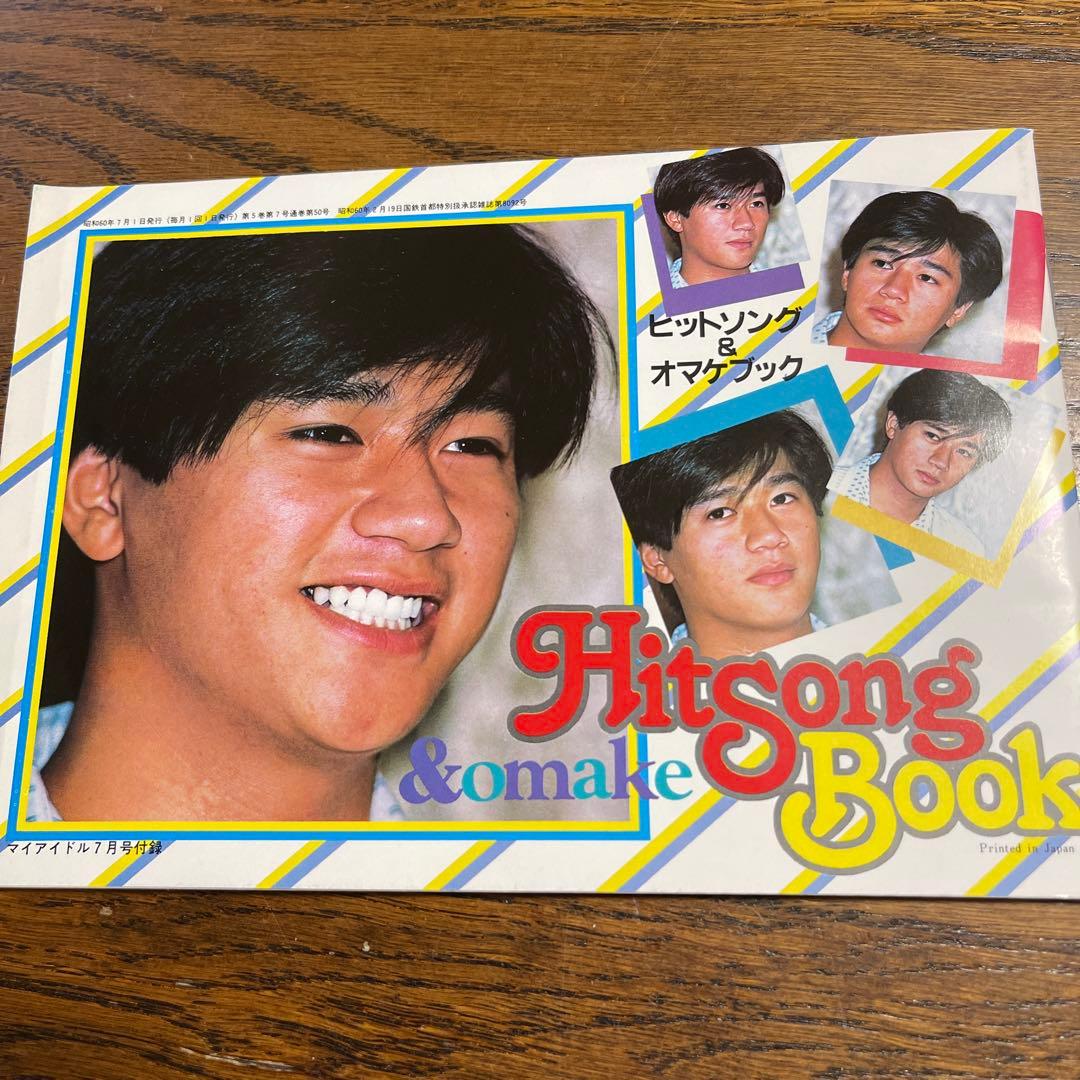 昭和60年7月1日発行(毎月1回1日発行)第5巻第7号通巻第50号 昭和60年2月19日国鉄首都特別扱承認雑誌第8092号
ヒットソング
&
オマケブック
Hitsong
&omake Book
マイアイドル7月号付録
Printed in Japan